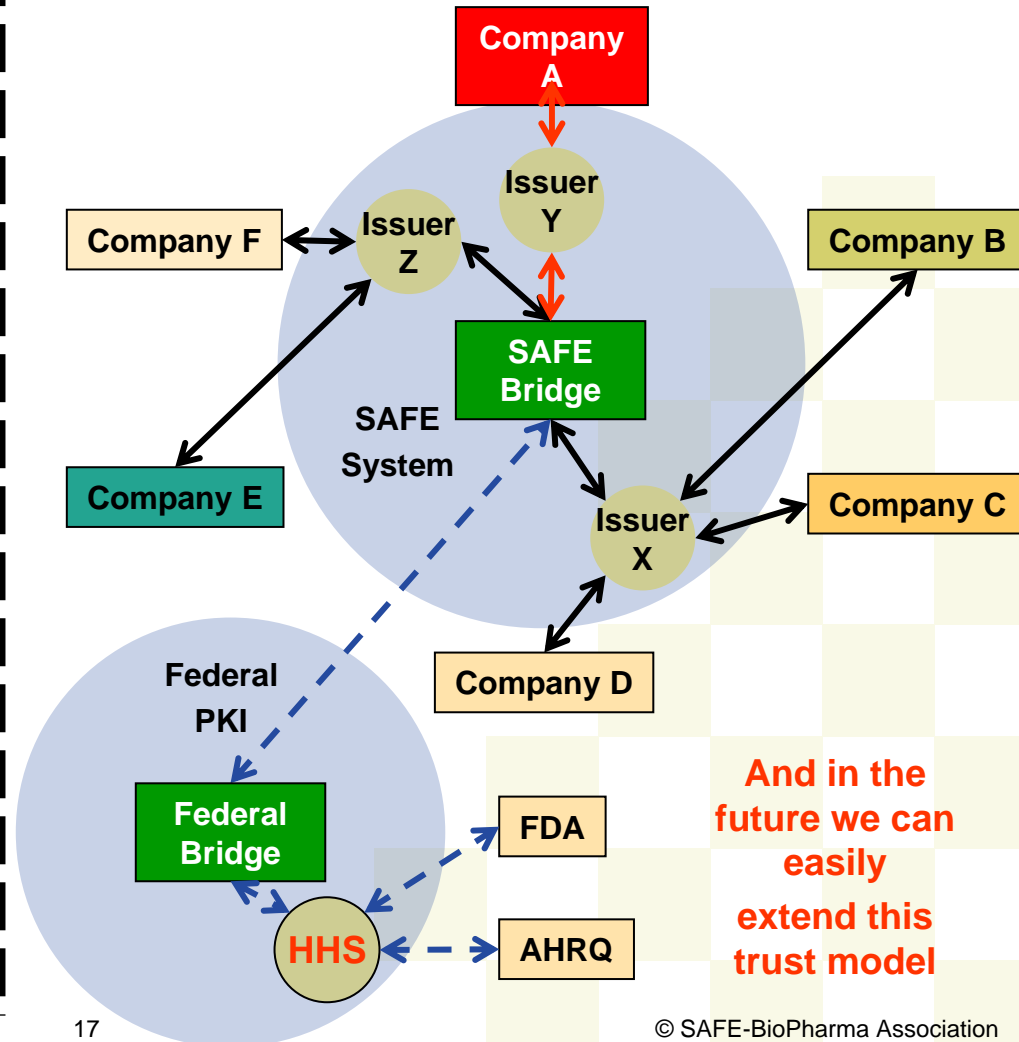 Company
A
Issuer
Y
Issuer
Z
Company F
Company B
SAFE
Bridge
SAFE
System
Company E
Company C
Issuer
X
Company D
Federal
PKI
Federal
Bridge
FDA
HHS
AHRQ
And in the
future we can
easily
extend this
trust model
17
© SAFE-BioPharma Association